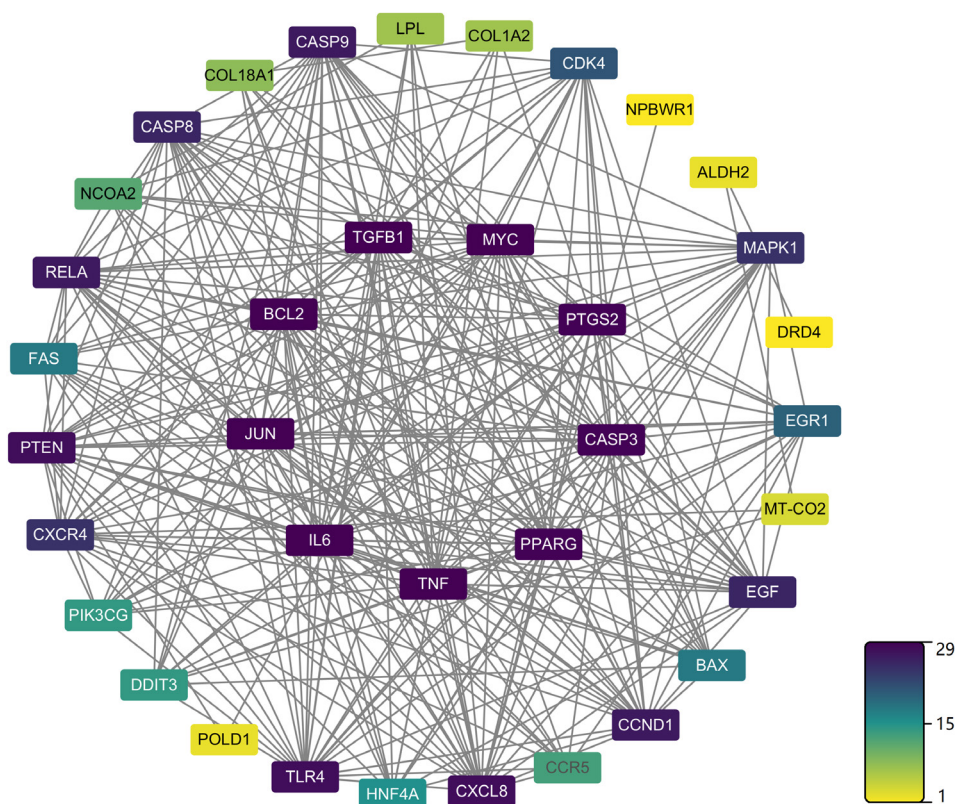 LPL
COL1A2
CASP9
CDK4
COL18A1
NPBWR1
CASP8
ALDH2
NCOA2
TGFB1
MYC
MAPK1
RELA
BCL2
PTGS2
DRD4
FAS
EGR1
JUN
CASP3
PTEN
MT-CO2
CXCR4
IL6
PPARG
TNF
EGF
PIK3CG
29
BAX
DDIT3
CCND1
15
POLD1
CCR5
TLR4
HNF4A
CXCL8
1